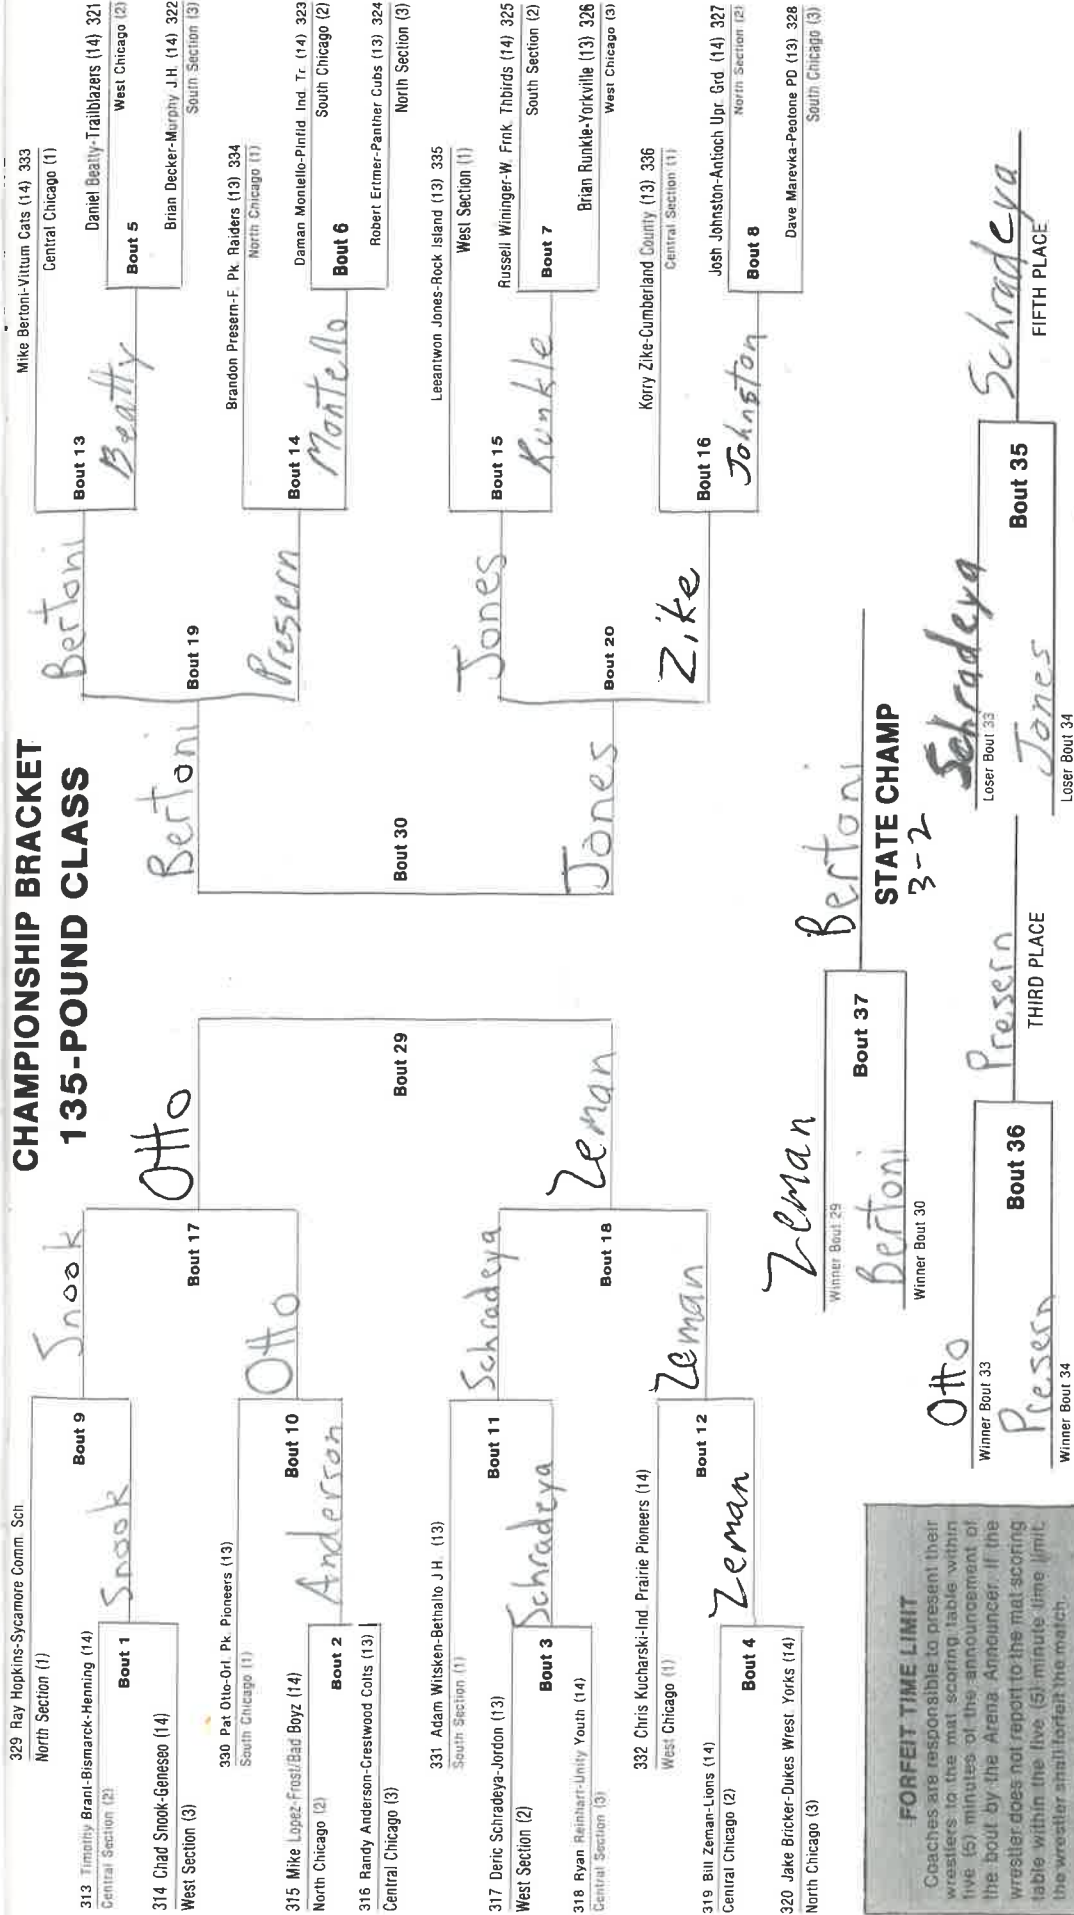 CHAMPIONSHIP BRACKET
135-POUND CLASS
329 Ray Hopkins-Sycamore Comm. Sch
North Section (1)
Bout 9
Snook
313 Timothy Brant-Bismarck-Henning (14)
Central Section (2)
Bout 1
Snook
314 Chad Snook-Geneseo (14)
West Section (3)
Bout 17
Otto
330 Pat Otto-Orl. Pk. Pioneers (13)
South Chicago (1)
Bout 10
Otto
315 Mike Lopez-Frost/Bad Boyz (14)
North Chicago (2)
Bout 2
Anderson
316 Randy Anderson-Crestwood Colts (13)
Central Chicago (3)
Bout 29
331 Adam Witsken-Bethalto J.H. (13)
South Section (1)
Bout 11
Schradeya
317 Deric Schradeya-Jordon (13)
West Section (2)
Bout 3
Schradeya
318 Ryan Reinhart-Unity Youth (14)
Central Section (3)
Bout 18
Zeman
332 Chris Kucharski-Ind. Prairie Pioneers (14)
West Chicago (1)
Bout 12
Zeman
319 Bill Zeman-Lions (14)
Central Chicago (2)
Bout 4
Zeman
320 Jake Bricker-Dukes Wrest. Yorks (14)
North Chicago (3)
Mike Bertoni-Vittum Cats (14) 333
Central Chicago (1)
Bout 13
Bertoni
Daniel Beatty-Trailblazers (14) 321
West Chicago (2)
Bout 5
Beatty
Brian Decker-Murphy J.H. (14) 322
South Section (3)
Bout 19
Bertoni
Brandon Presern-F. Pk. Raiders (13) 334
North Chicago (1)
Bout 14
Presern
Daman Montello-Plnfld Ind. Tr. (14) 323
South Chicago (2)
Bout 6
Montello
Robert Ertmer-Panther Cubs (13) 324
North Section (3)
Bout 30
Leeantwon Jones-Rock Island (13) 335
West Section (1)
Bout 15
Jones
Russell Wininger-W. Frnk. Thbirds (14) 325
South Section (2)
Bout 7
Runkle
Brian Runkle-Yorkville (13) 326
West Chicago (3)
Bout 20
Jones
Korry Zike-Cumberland County (13) 336
Central Section (1)
Bout 16
Zike
Josh Johnston-Antioch Upr. Grd. (14) 327
North Section (2)
Bout 8
Johnston
Dave Marevka-Peotone PD (13) 328
South Chicago (3)
Zeman
Winner Bout 29
Bout 37
Bertoni
Winner Bout 30
Bertoni
STATE CHAMP
3-2
Otto
Winner Bout 33
Bout 36
Presern
Winner Bout 34
Presern
THIRD PLACE
Schradeya
Loser Bout 33
Bout 35
Jones
Loser Bout 34
Schradeya
FIFTH PLACE
FORFEIT TIME LIMIT
Coaches are responsible to present their
wrestlers to the mat scoring table within
five (5) minutes of the announcement of
the bout by the Arena Announcer. If the
wrestler does not report to the mat scoring
table within the five (5) minute time limit,
the wrestler shall forfeit the match.